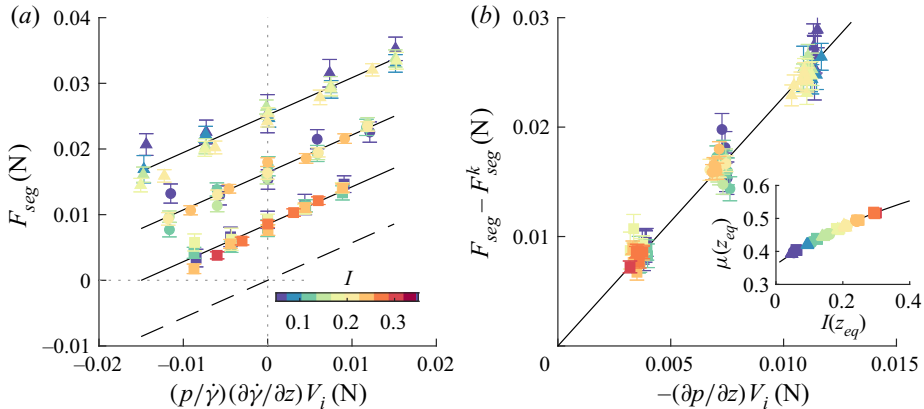 (a)
0.04
0.03
0.02
0.01
0
−0.01
F_seg (N)
I
0.1 0.2 0.3
−0.02 −0.01 0 0.01 0.02
(p/γ̇)(∂γ̇/∂z)V_i (N)
(b)
0.03
0.02
0.01
F_seg − F^k_seg (N)
0 0.005 0.010 0.015
−(∂p/∂z)V_i (N)
0.6
0.5
0.4
0.3
μ(z_eq)
0 0.2 0.4
I(z_eq)